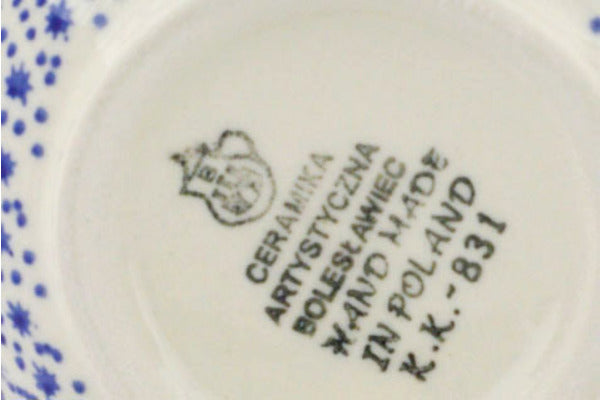 CERAMIKA
ARTYSTYCZNA
BOLESŁAWIEC
HAND MADE
IN POLAND
K.K.-831